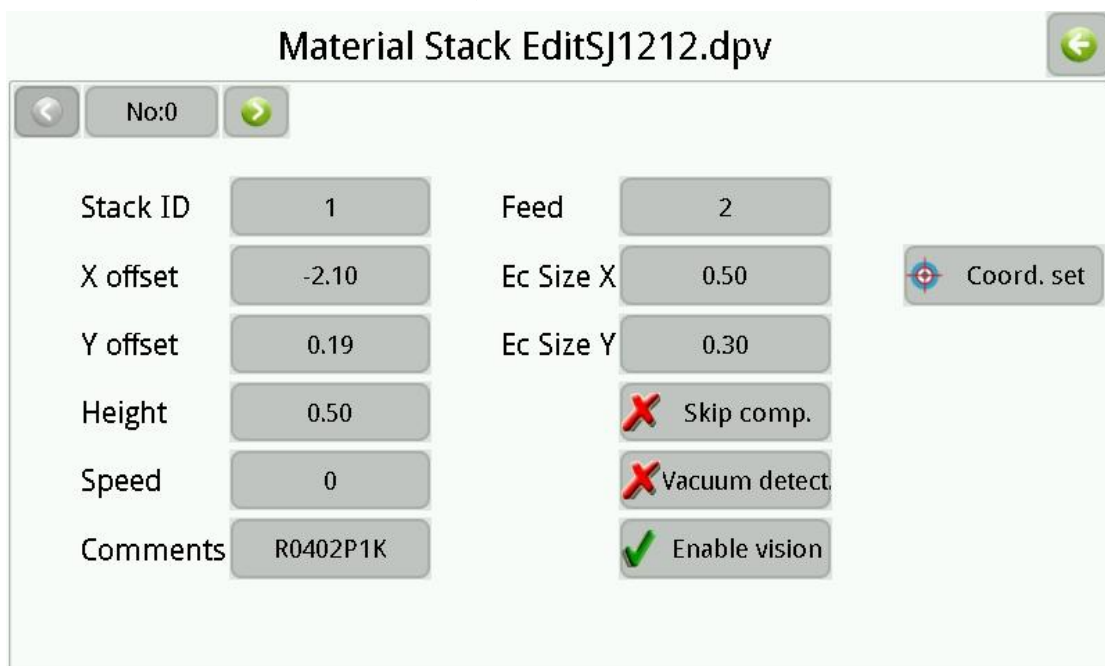 Material Stack EditSJ1212.dpv
No:0
Stack ID 1 Feed 2
X offset -2.10 Ec Size X 0.50 Coord. set
Y offset 0.19 Ec Size Y 0.30
Height 0.50 Skip comp.
Speed 0 Vacuum detect.
Comments R0402P1K Enable vision